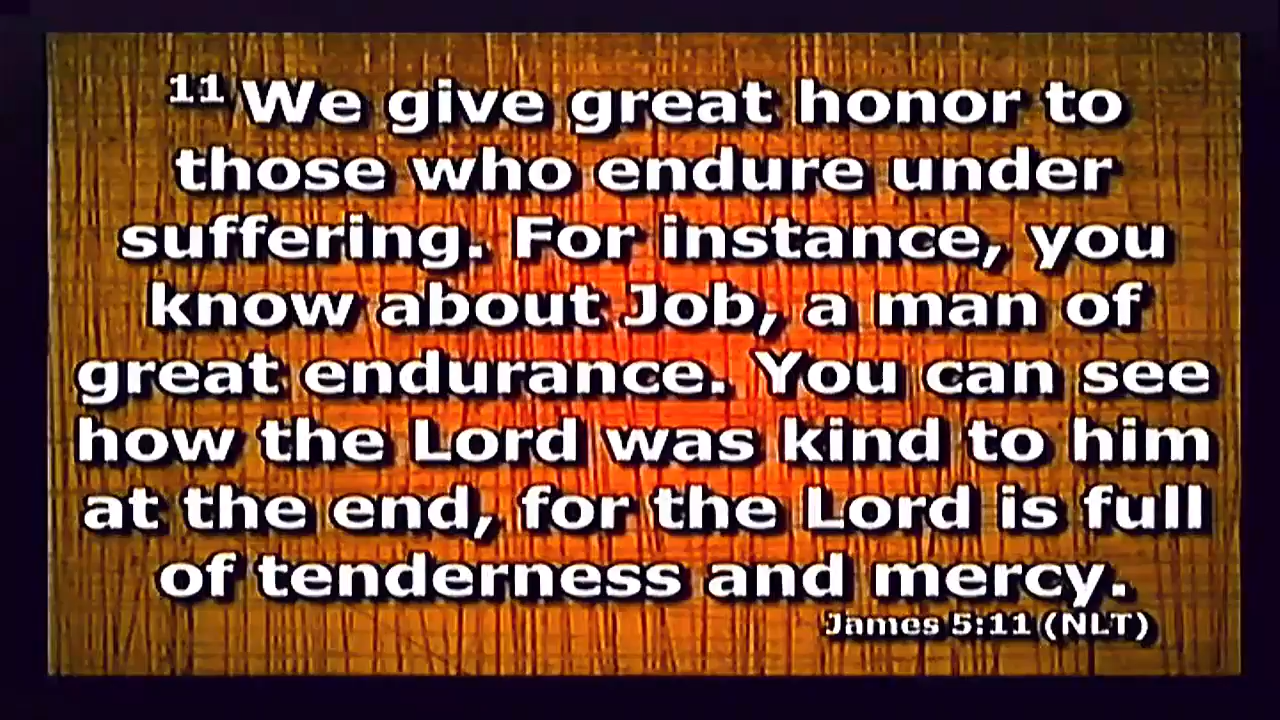 11 We give great honor to
those who endure under
suffering. For instance, you
know about Job, a man of
great endurance. You can see
how the Lord was kind to him
at the end, for the Lord is full
of tenderness and mercy.
James 5:11 (NLT)